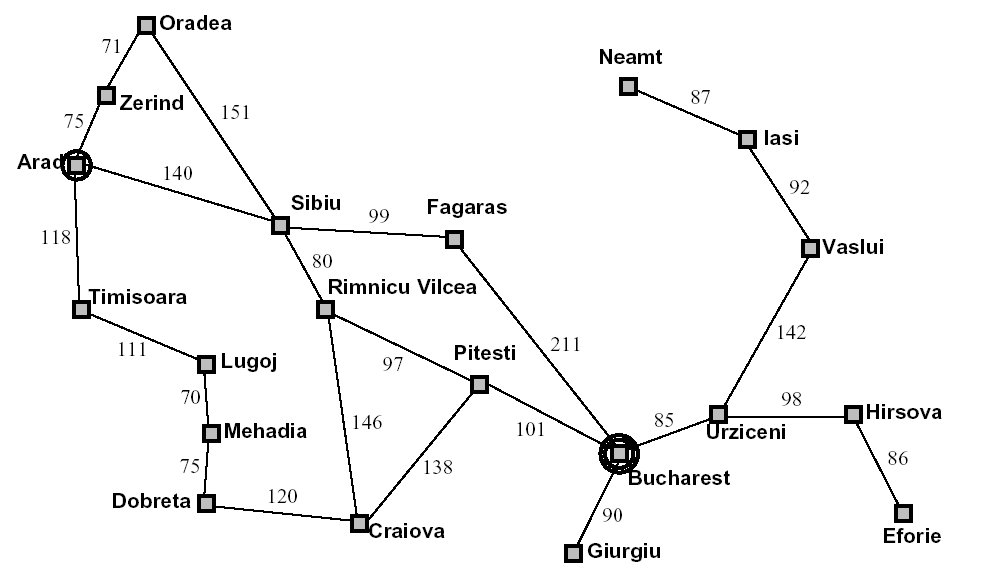 Oradea
71
Neamt
87
Zerind
151
75
Iasi
Arad
140
92
Sibiu
Fagaras
99
118
Vaslui
80
Timisoara
Rimnicu Vilcea
142
111
Lugoj
97
Pitesti
211
70
98
Hirsova
146
101
85
Urziceni
Mehadia
86
75
138
Bucharest
Dobreta
120
90
Craiova
Eforie
Giurgiu